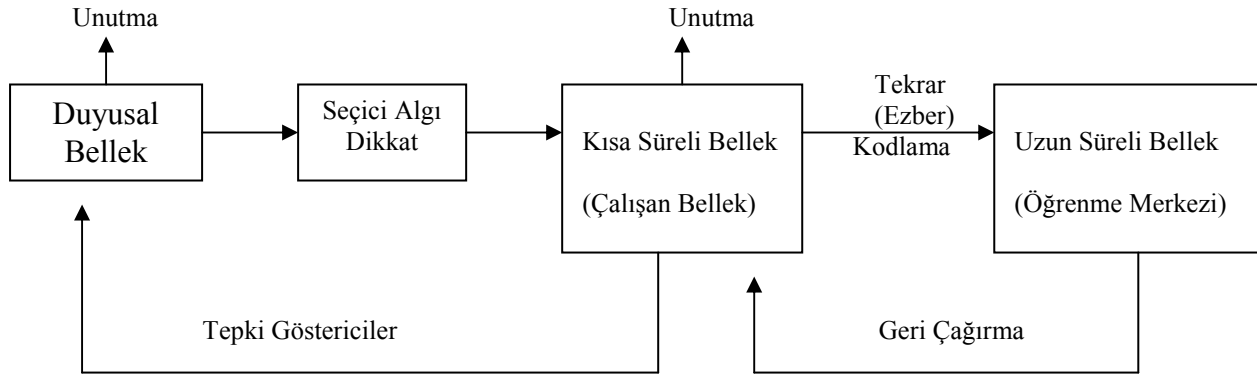 Unutma
Unutma
Duyusal
Bellek
Seçici Algı
Dikkat
Kısa Süreli Bellek
(Çalışan Bellek)
Tekrar
(Ezber)
Kodlama
Uzun Süreli Bellek
(Öğrenme Merkezi)
Tepki Göstericiler
Geri Çağırma